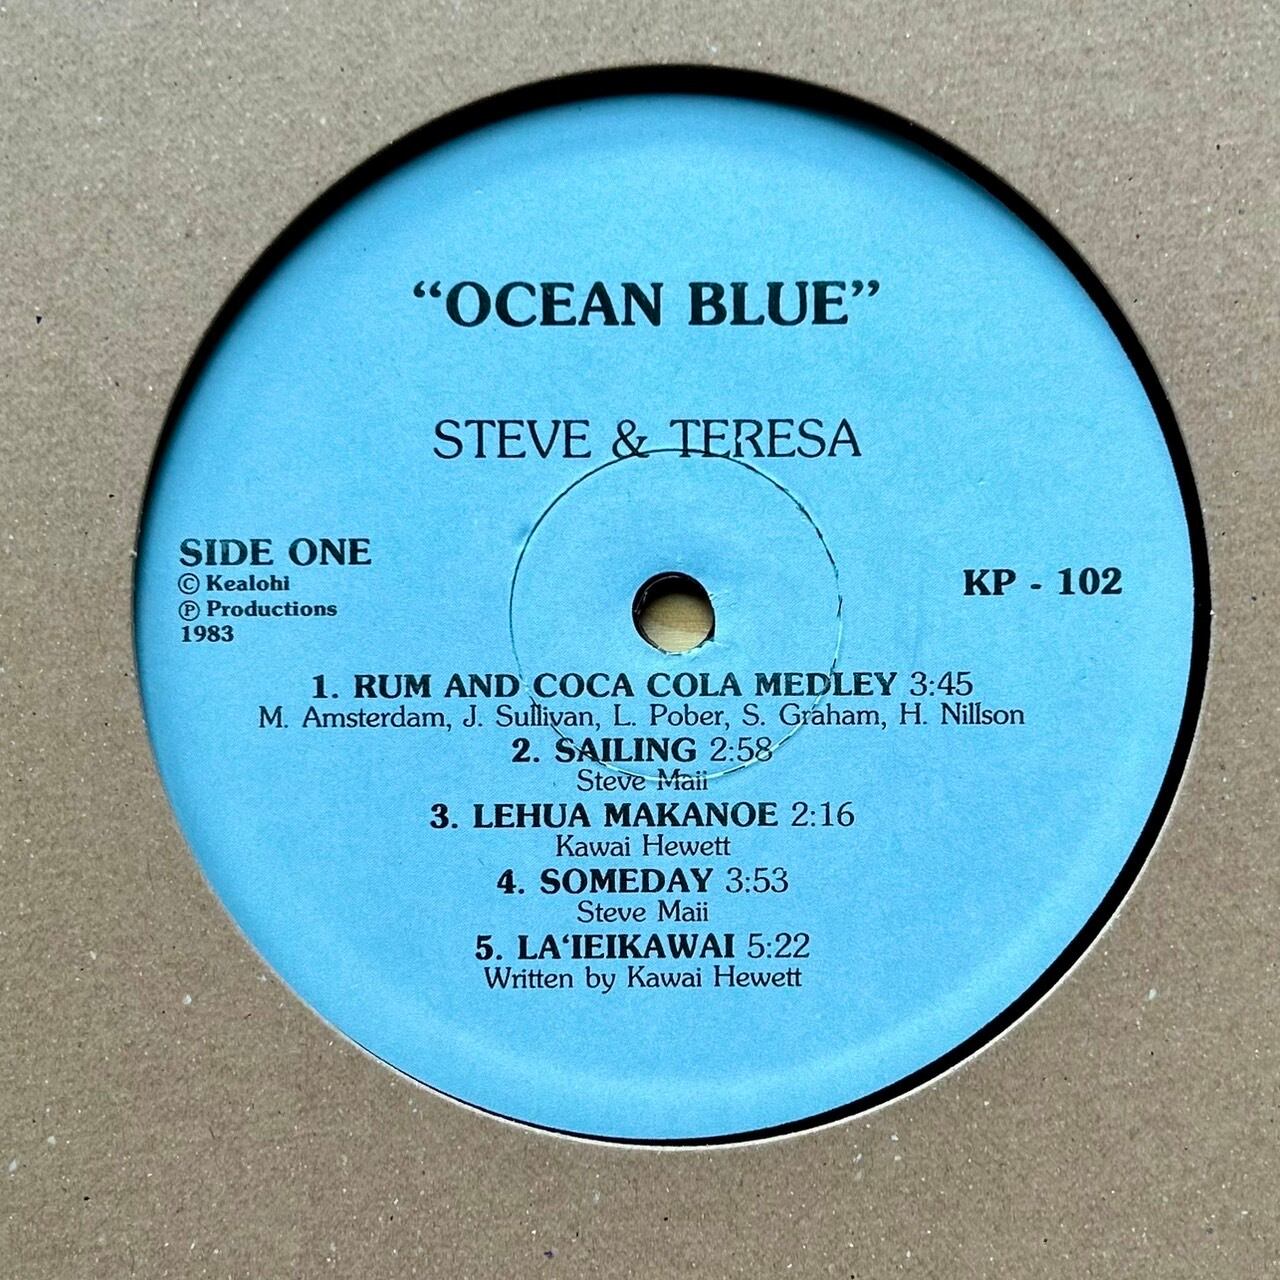 “OCEAN BLUE”
STEVE & TERESA
SIDE ONE
© Kealohi
℗ Productions
1983
KP - 102
1. RUM AND COCA COLA MEDLEY 3:45
M. Amsterdam, J. Sullivan, L. Pober, S. Graham, H. Nillson
2. SAILING 2:58
Steve Maii
3. LEHUA MAKANOE 2:16
Kawai Hewett
4. SOMEDAY 3:53
Steve Maii
5. LA‘IEIKAWAI 5:22
Written by Kawai Hewett